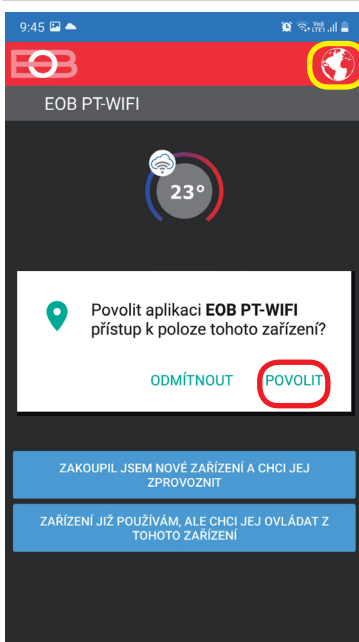 9:45
EOB
EOB PT-WIFI
23°
Povolit aplikaci EOB PT-WIFI
přístup k poloze tohoto zařízení?
ODMÍTNOUT POVOLIT
ZAKOUPIL JSEM NOVÉ ZAŘÍZENÍ A CHCI JEJ
ZPROVOZNIT
ZAŘÍZENÍ JIŽ POUŽÍVÁM, ALE CHCI JEJ OVLÁDAT Z
TOHOTO ZAŘÍZENÍ